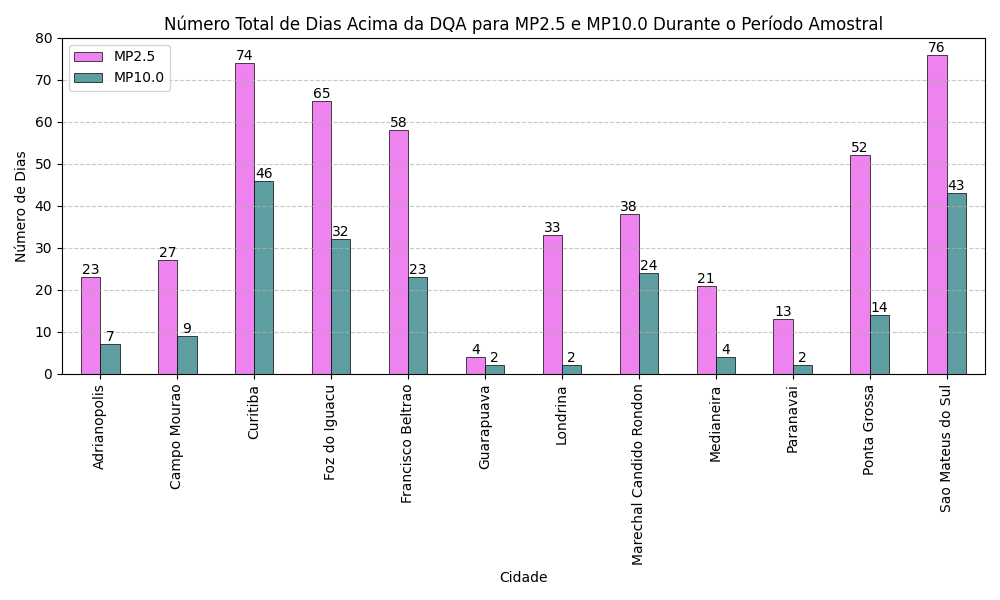 Número Total de Dias Acima da DQA para MP2.5 e MP10.0 Durante o Período Amostral
MP2.5
MP10.0
Número de Dias
80
70
60
50
40
30
20
10
0
23
7
27
9
74
46
65
32
58
23
4
2
33
2
38
24
21
4
13
2
52
14
76
43
Adrianopolis
Campo Mourao
Curitiba
Foz do Iguacu
Francisco Beltrao
Guarapuava
Londrina
Marechal Candido Rondon
Medianeira
Paranavai
Ponta Grossa
Sao Mateus do Sul
Cidade